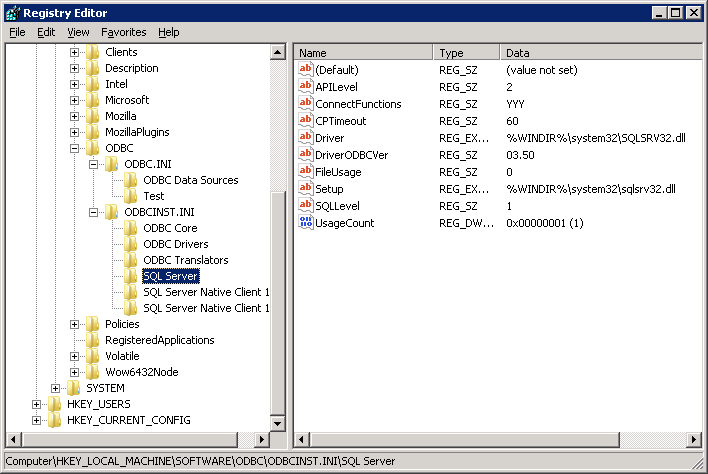 Registry Editor
File Edit View Favorites Help
Clients
Description
Intel
Microsoft
Mozilla
MozillaPlugins
ODBC
ODBC.INI
ODBC Data Sources
Test
ODBCINST.INI
ODBC Core
ODBC Drivers
ODBC Translators
SQL Server
SQL Server Native Client 1
SQL Server Native Client 1
Policies
RegisteredApplications
Volatile
Wow6432Node
SYSTEM
HKEY_USERS
HKEY_CURRENT_CONFIG
Name Type Data
(Default) REG_SZ (value not set)
APILevel REG_SZ 2
ConnectFunctions REG_SZ YYY
CPTimeout REG_SZ 60
Driver REG_EX... %WINDIR%\system32\SQLSRV32.dll
DriverODBCVer REG_SZ 03.50
FileUsage REG_SZ 0
Setup REG_EX... %WINDIR%\system32\sqlsrv32.dll
SQLLevel REG_SZ 1
UsageCount REG_DW... 0x00000001 (1)
Computer\HKEY_LOCAL_MACHINE\SOFTWARE\ODBC\ODBCINST.INI\SQL Server